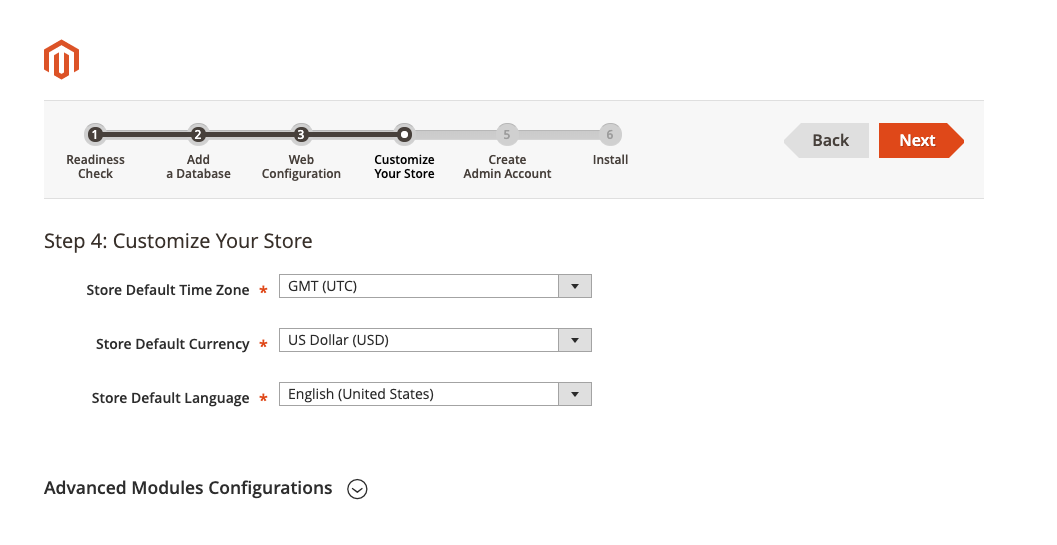 1 2 3 5 6
Readiness Check
Add a Database
Web Configuration
Customize Your Store
Create Admin Account
Install
Back
Next
Step 4: Customize Your Store
Store Default Time Zone * GMT (UTC)
Store Default Currency * US Dollar (USD)
Store Default Language * English (United States)
Advanced Modules Configurations